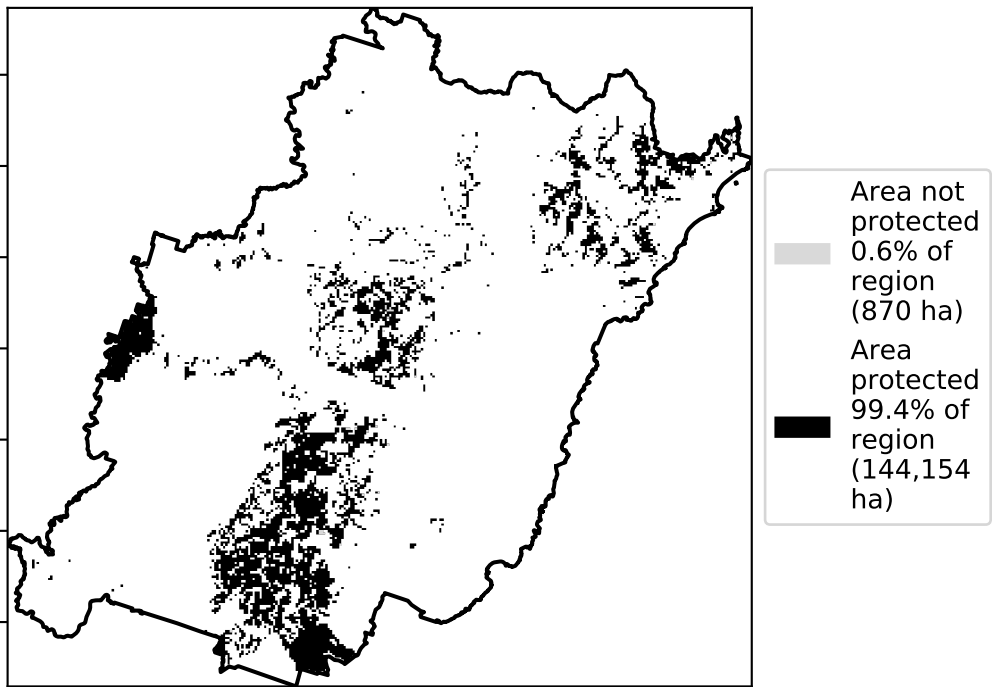 Area not
protected
0.6% of
region
(870 ha)
Area
protected
99.4% of
region
(144,154
ha)